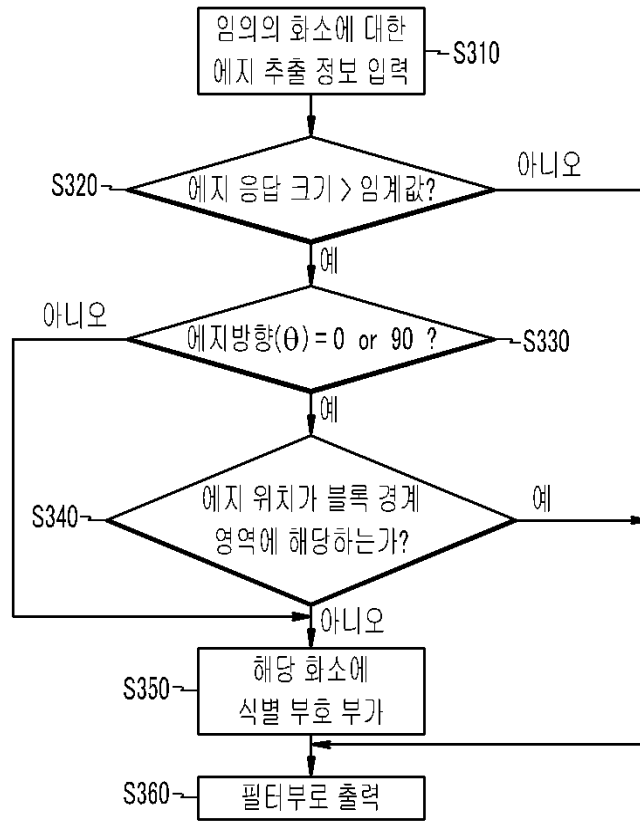 임의의 화소에 대한
에지 추출 정보 입력
S310
아니오
S320
에지 응답 크기 > 임계값?
예
아니오
에지방향(θ) = 0 or 90 ?
S330
예
S340
에지 위치가 블록 경계
영역에 해당하는가?
예
아니오
S350
해당 화소에
식별 부호 부가
S360
필터부로 출력